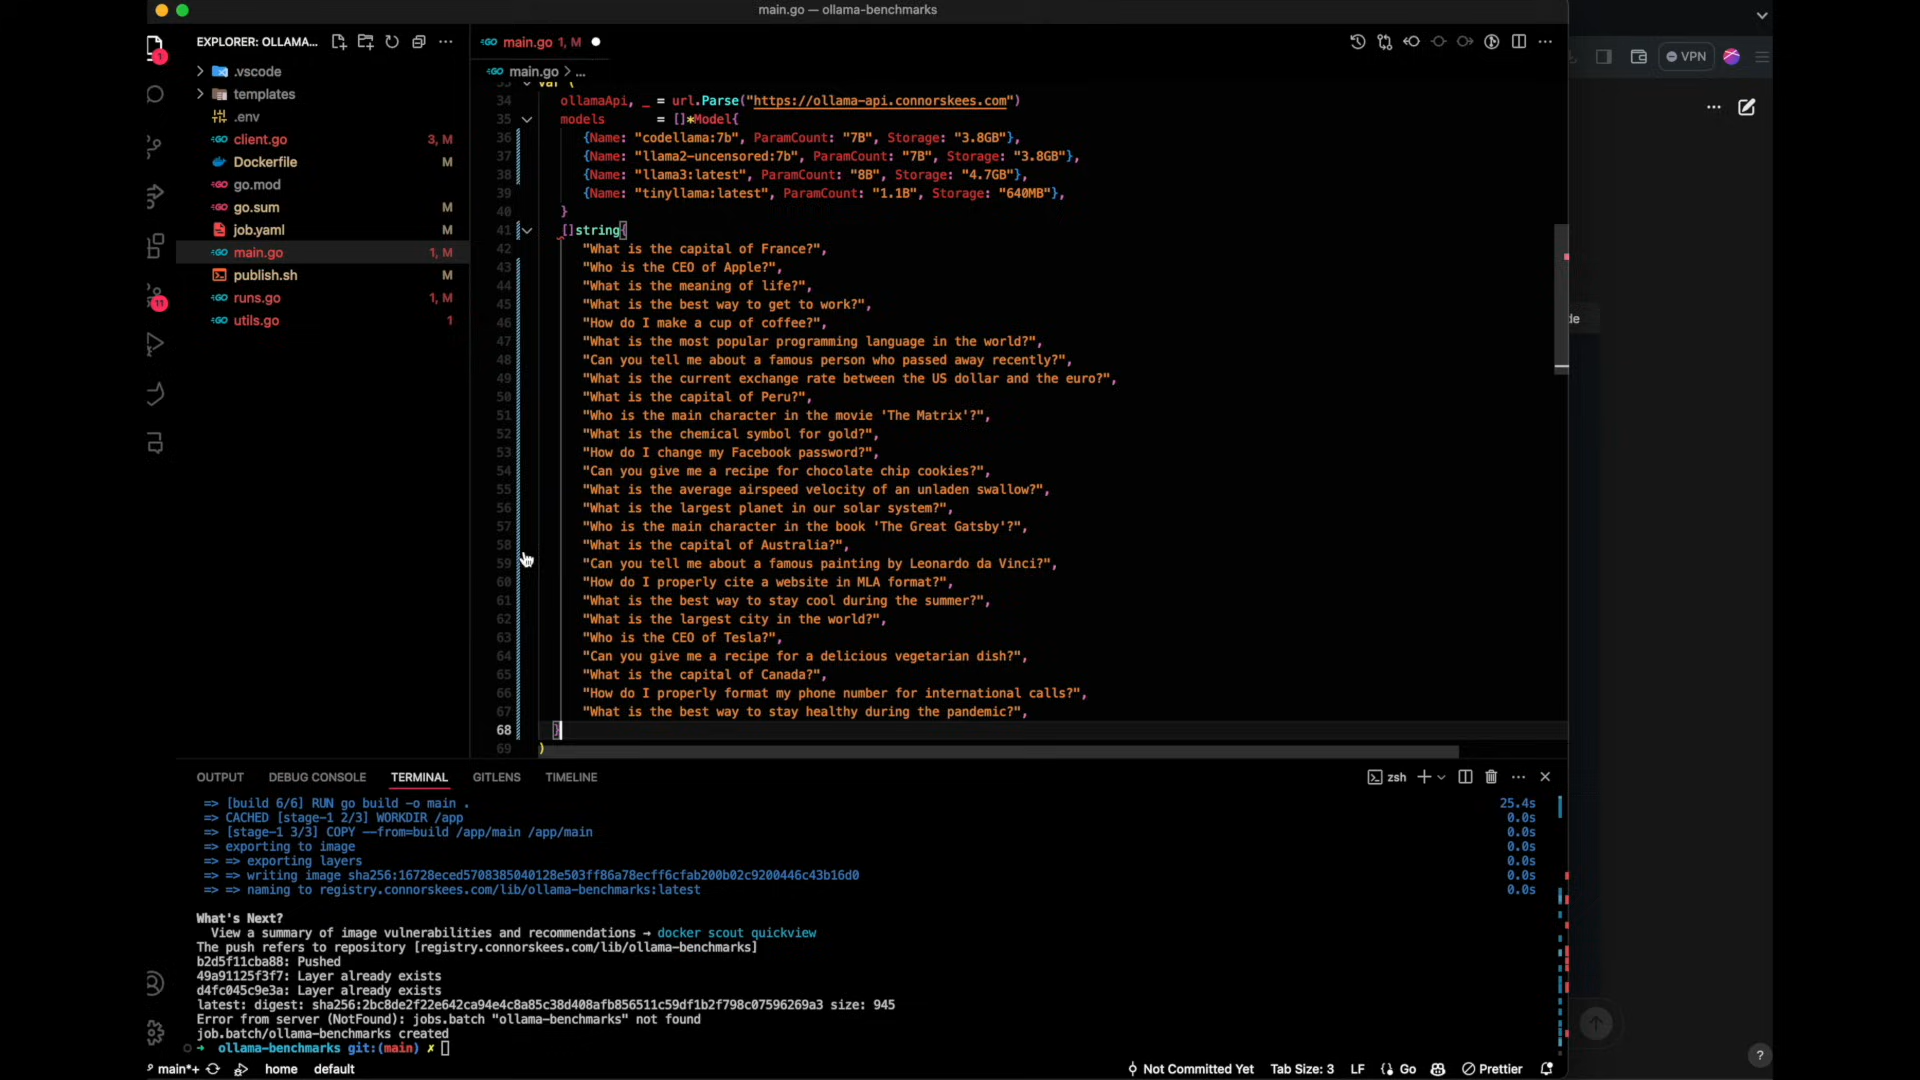 main.go — ollama-benchmarks
EXPLORER: OLLAMA...
main.go 1, M
VPN
main.go > ...
.vscode
templates
.env
client.go 3, M
Dockerfile M
go.mod
go.sum M
job.yaml M
main.go 1, M
publish.sh M
runs.go 1, M
utils.go 1
1
11
34 ollamaApi, _ = url.Parse("https://ollama-api.connorskees.com")
35 models = []*Model{
36 {Name: "codellama:7b", ParamCount: "7B", Storage: "3.8GB"},
37 {Name: "llama2-uncensored:7b", ParamCount: "7B", Storage: "3.8GB"},
38 {Name: "llama3:latest", ParamCount: "8B", Storage: "4.7GB"},
39 {Name: "tinyllama:latest", ParamCount: "1.1B", Storage: "640MB"},
40 }
41 []string{
42 "What is the capital of France?",
43 "Who is the CEO of Apple?",
44 "What is the meaning of life?",
45 "What is the best way to get to work?",
46 "How do I make a cup of coffee?",
47 "What is the most popular programming language in the world?",
48 "Can you tell me about a famous person who passed away recently?",
49 "What is the current exchange rate between the US dollar and the euro?",
50 "What is the capital of Peru?",
51 "Who is the main character in the movie 'The Matrix'?",
52 "What is the chemical symbol for gold?",
53 "How do I change my Facebook password?",
54 "Can you give me a recipe for chocolate chip cookies?",
55 "What is the average airspeed velocity of an unladen swallow?",
56 "What is the largest planet in our solar system?",
57 "Who is the main character in the book 'The Great Gatsby'?",
58 "What is the capital of Australia?",
59 "Can you tell me about a famous painting by Leonardo da Vinci?",
60 "How do I properly cite a website in MLA format?",
61 "What is the best way to stay cool during the summer?",
62 "What is the largest city in the world?",
63 "Who is the CEO of Tesla?",
64 "Can you give me a recipe for a delicious vegetarian dish?",
65 "What is the capital of Canada?",
66 "How do I properly format my phone number for international calls?",
67 "What is the best way to stay healthy during the pandemic?",
68 }
69 )
de
OUTPUT DEBUG CONSOLE TERMINAL GITLENS TIMELINE zsh
=> [build 6/6] RUN go build -o main . 25.4s
=> CACHED [stage-1 2/3] WORKDIR /app 0.0s
=> [stage-1 3/3] COPY --from=build /app/main /app/main 0.0s
=> exporting to image 0.0s
=> => exporting layers 0.0s
=> => writing image sha256:16728eced5708385040128e503ff86a78ecff6cfab200b02c9200446c43b16d0 0.0s
=> => naming to registry.connorskees.com/lib/ollama-benchmarks:latest 0.0s
What's Next?
View a summary of image vulnerabilities and recommendations → docker scout quickview
The push refers to repository [registry.connorskees.com/lib/ollama-benchmarks]
b2d5f11cba88: Pushed
49a91125f3f7: Layer already exists
d4fc045c9e3a: Layer already exists
latest: digest: sha256:2bc8de2f22e642ca94e4c8a85c38d408afb856511c59df1b2f798c07596269a3 size: 945
Error from server (NotFound): jobs.batch "ollama-benchmarks" not found
job.batch/ollama-benchmarks created
➜ ollama-benchmarks git:(main) ✗
main*+ home default Not Committed Yet Tab Size: 3 LF Go Prettier
?